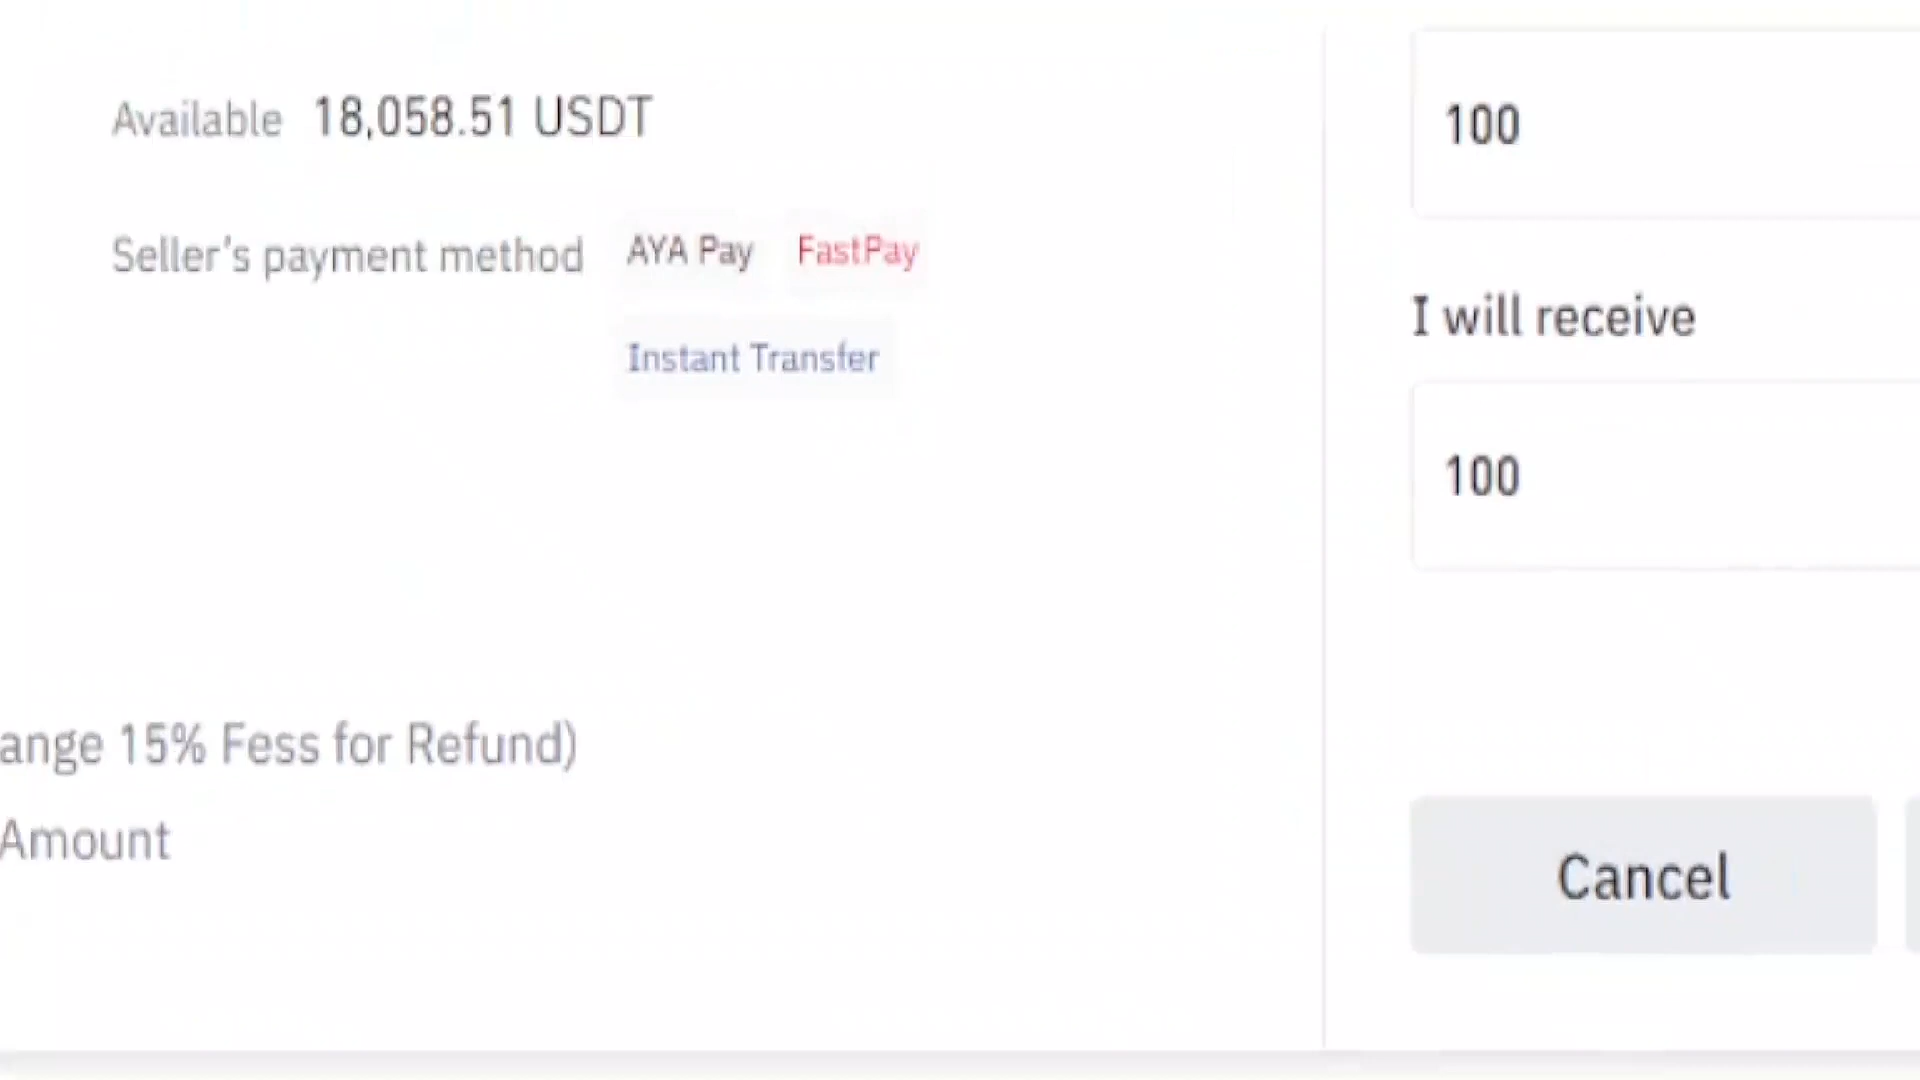 Available 18,058.51 USDT
Seller's payment method AYA Pay FastPay
Instant Transfer
ange 15% Fess for Refund)
Amount
100
I will receive
100
Cancel